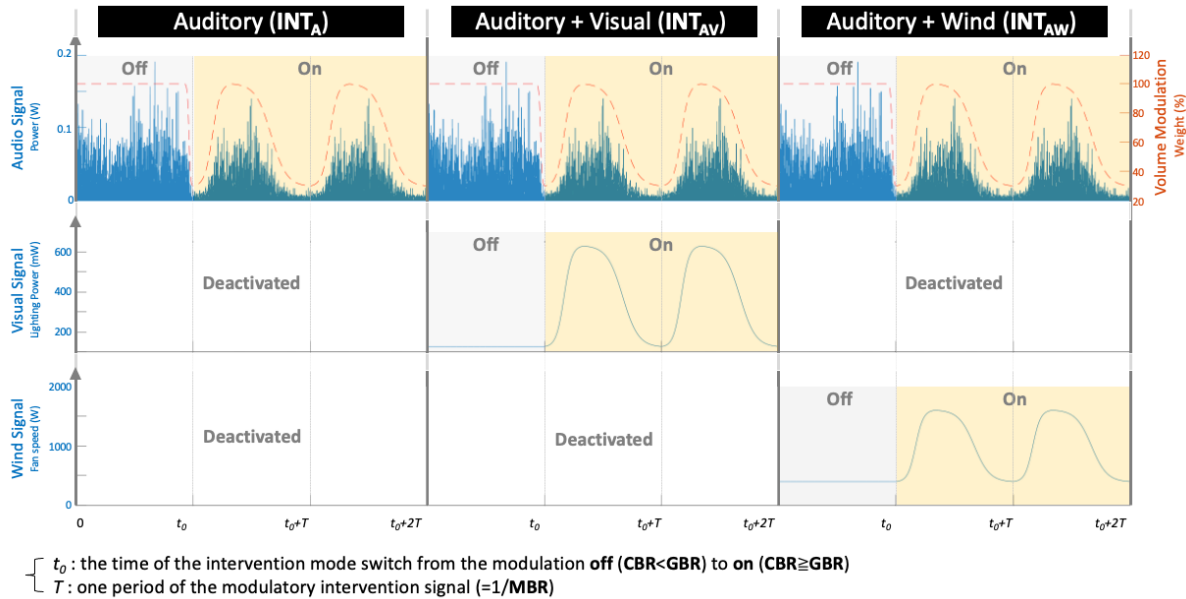 Auditory (INT_A)
Auditory + Visual (INT_AV)
Auditory + Wind (INT_AW)
Audio Signal
Power (W)
0.2
0.1
0
Off
On
Off
On
Off
On
120
100
80
60
40
20
Volume Modulation
Weight (%)
Visual Signal
Lighting Power (mW)
600
400
200
Deactivated
Off
On
Deactivated
Wind Signal
Fan speed (W)
2000
1000
0
Deactivated
Deactivated
Off
On
0 t₀ t₀+T t₀+2T t₀ t₀+T t₀+2T t₀ t₀+T t₀+2T
t₀ : the time of the intervention mode switch from the modulation off (CBR<GBR) to on (CBR≧GBR)
T : one period of the modulatory intervention signal (=1/MBR)